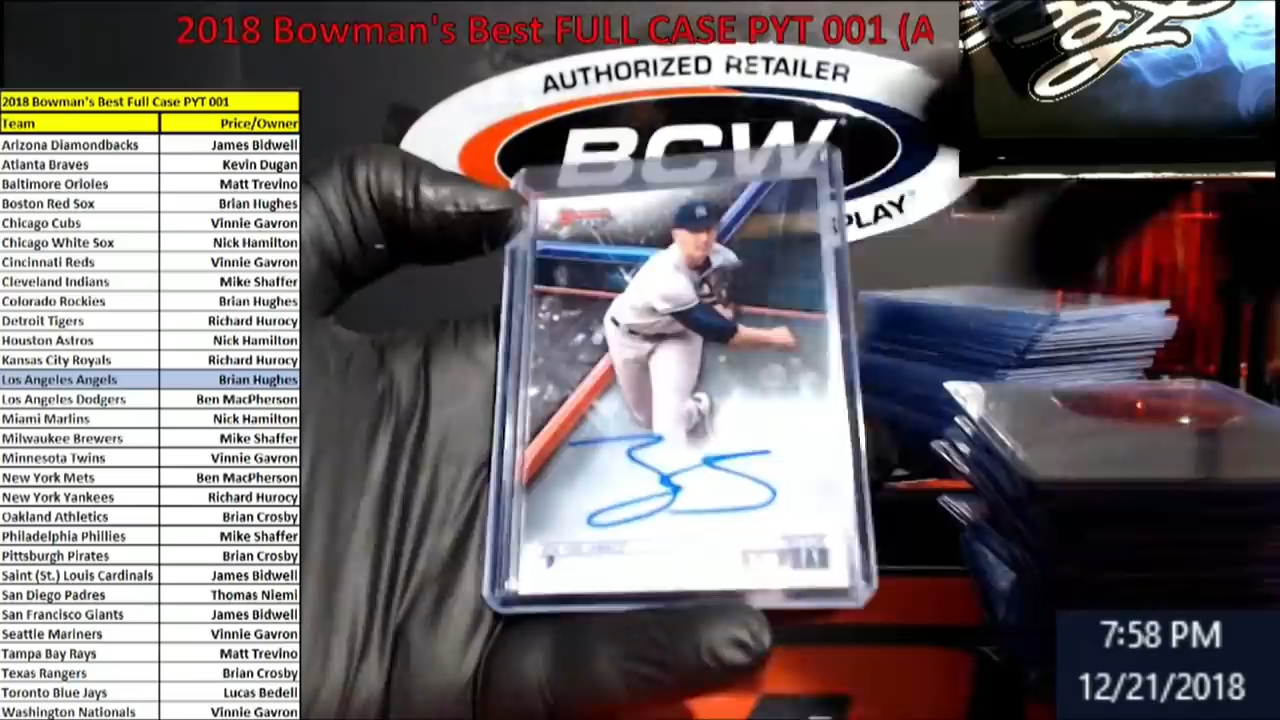 2018 Bowman's Best FULL CASE PYT 001 (A
AUTHORIZED RETAILER
BCW
PLAY™
2018 Bowman's Best Full Case PYT 001
Team Price/Owner
Arizona Diamondbacks James Bidwell
Atlanta Braves Kevin Dugan
Baltimore Orioles Matt Trevino
Boston Red Sox Brian Hughes
Chicago Cubs Vinnie Gavron
Chicago White Sox Nick Hamilton
Cincinnati Reds Vinnie Gavron
Cleveland Indians Mike Shaffer
Colorado Rockies Brian Hughes
Detroit Tigers Richard Hurocy
Houston Astros Nick Hamilton
Kansas City Royals Richard Hurocy
Los Angeles Angels Brian Hughes
Los Angeles Dodgers Ben MacPherson
Miami Marlins Nick Hamilton
Milwaukee Brewers Mike Shaffer
Minnesota Twins Vinnie Gavron
New York Mets Ben MacPherson
New York Yankees Richard Hurocy
Oakland Athletics Brian Crosby
Philadelphia Phillies Mike Shaffer
Pittsburgh Pirates Brian Crosby
Saint (St.) Louis Cardinals James Bidwell
San Diego Padres Thomas Niemi
San Francisco Giants James Bidwell
Seattle Mariners Vinnie Gavron
Tampa Bay Rays Matt Trevino
Texas Rangers Brian Crosby
Toronto Blue Jays Lucas Bedell
Washington Nationals Vinnie Gavron
7:58 PM
12/21/2018